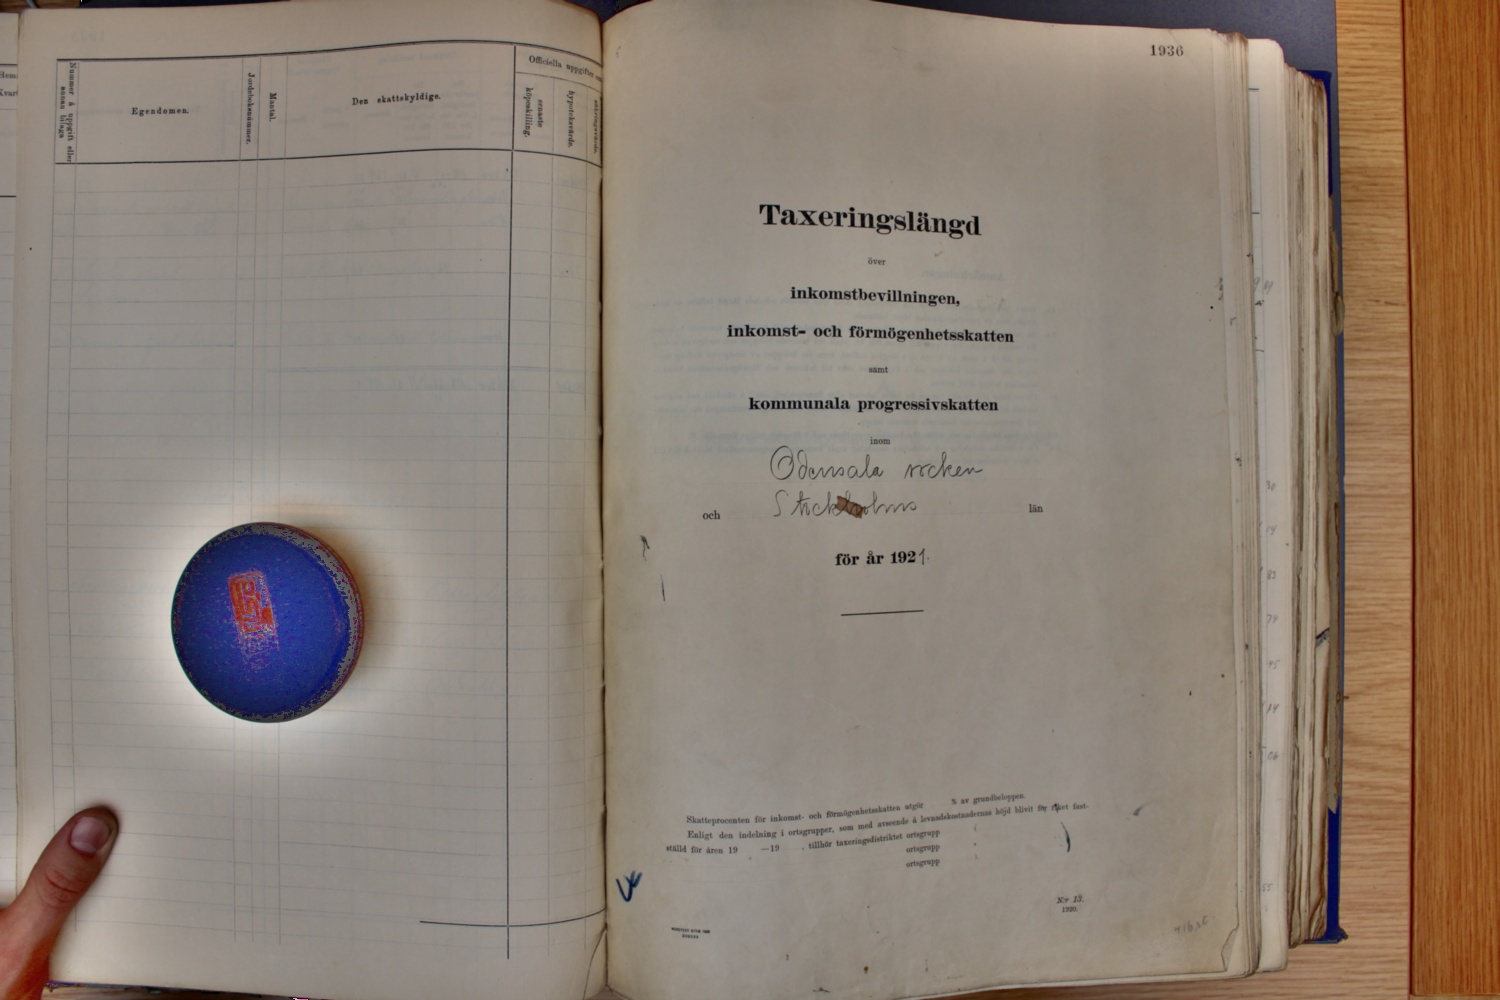 Nummer å uppgift eller annan bilaga
Egendomen.
Jordeboksnummer.
Mantal.
Den skattskyldige.
Officiella uppgifter
senaste köpeskilling.
hypoteksvärde.
1936
Taxeringslängd
över
inkomstbevillningen,
inkomst- och förmögenhetsskatten
samt
kommunala progressivskatten
inom
Odensala socken
och Stockholms län
för år 1921.
Skatteprocenten för inkomst- och förmögenhetsskatten utgör % av grundbeloppen.
Enligt den indelning i ortsgrupper, som med avseende å levnadskostnadernas höjd blivit för riket fast-
ställd för åren 19 —19 , tillhör taxeringsdistriktet ortsgrupp
ortsgrupp
ortsgrupp
N:r 13.
1920.